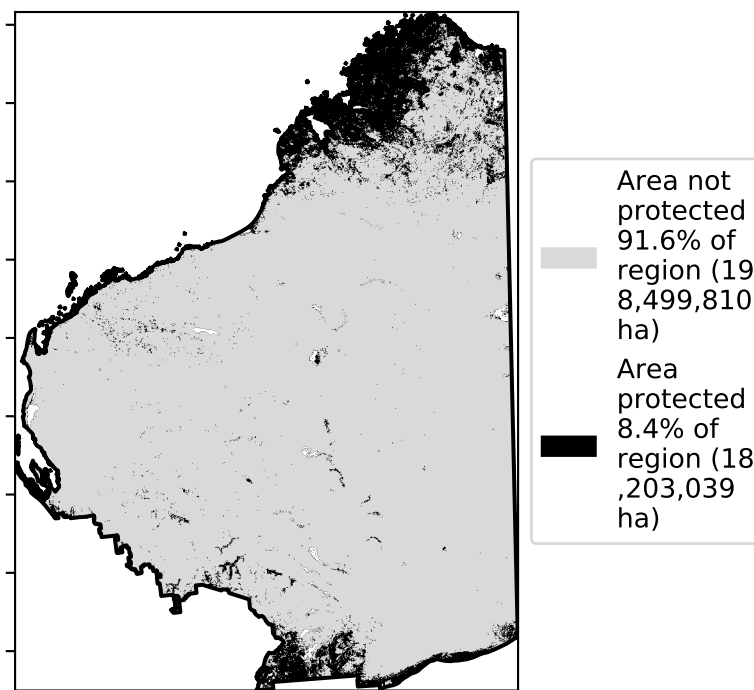 Area not
protected
91.6% of
region (19
8,499,810
ha)
Area
protected
8.4% of
region (18
,203,039
ha)